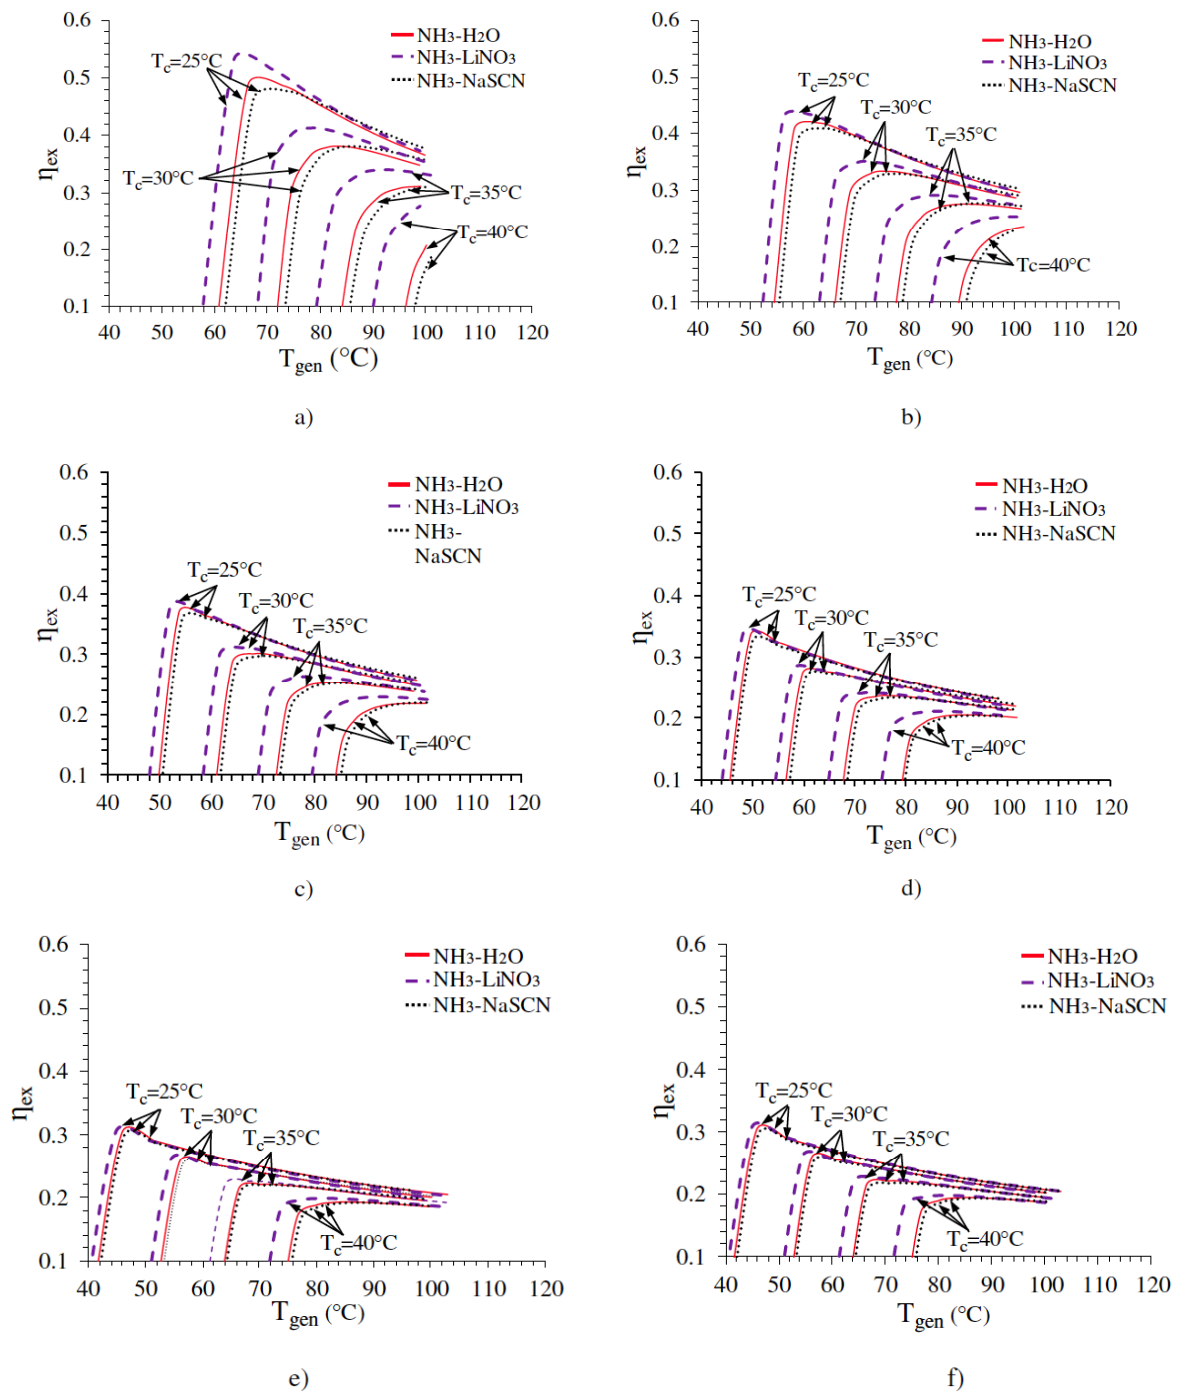 0.6
0.5
0.4
0.3
0.2
0.1
ηex
NH3-H2O
NH3-LiNO3
NH3-NaSCN
Tc=25°C
Tc=30°C
Tc=35°C
Tc=40°C
40 50 60 70 80 90 100 110 120
Tgen (°C)
a)
0.6
0.5
0.4
0.3
0.2
0.1
ηex
NH3-H2O
NH3-LiNO3
NH3-NaSCN
Tc=25°C
Tc=30°C
Tc=35°C
Tc=40°C
40 50 60 70 80 90 100 110 120
Tgen (°C)
b)
0.6
0.5
0.4
0.3
0.2
0.1
ηex
NH3-H2O
NH3-LiNO3
NH3-
NaSCN
Tc=25°C
Tc=30°C
Tc=35°C
Tc=40°C
40 50 60 70 80 90 100 110 120
Tgen (°C)
c)
0.6
0.5
0.4
0.3
0.2
0.1
ηex
NH3-H2O
NH3-LiNO3
NH3-NaSCN
Tc=25°C
Tc=30°C
Tc=35°C
Tc=40°C
40 50 60 70 80 90 100 110 120
Tgen (°C)
d)
0.6
0.5
0.4
0.3
0.2
0.1
ηex
NH3-H2O
NH3-LiNO3
NH3-NaSCN
Tc=25°C
Tc=30°C
Tc=35°C
Tc=40°C
40 50 60 70 80 90 100 110 120
Tgen (°C)
e)
0.6
0.5
0.4
0.3
0.2
0.1
ηex
NH3-H2O
NH3-LiNO3
NH3-NaSCN
Tc=25°C
Tc=30°C
Tc=35°C
Tc=40°C
40 50 60 70 80 90 100 110 120
Tgen (°C)
f)